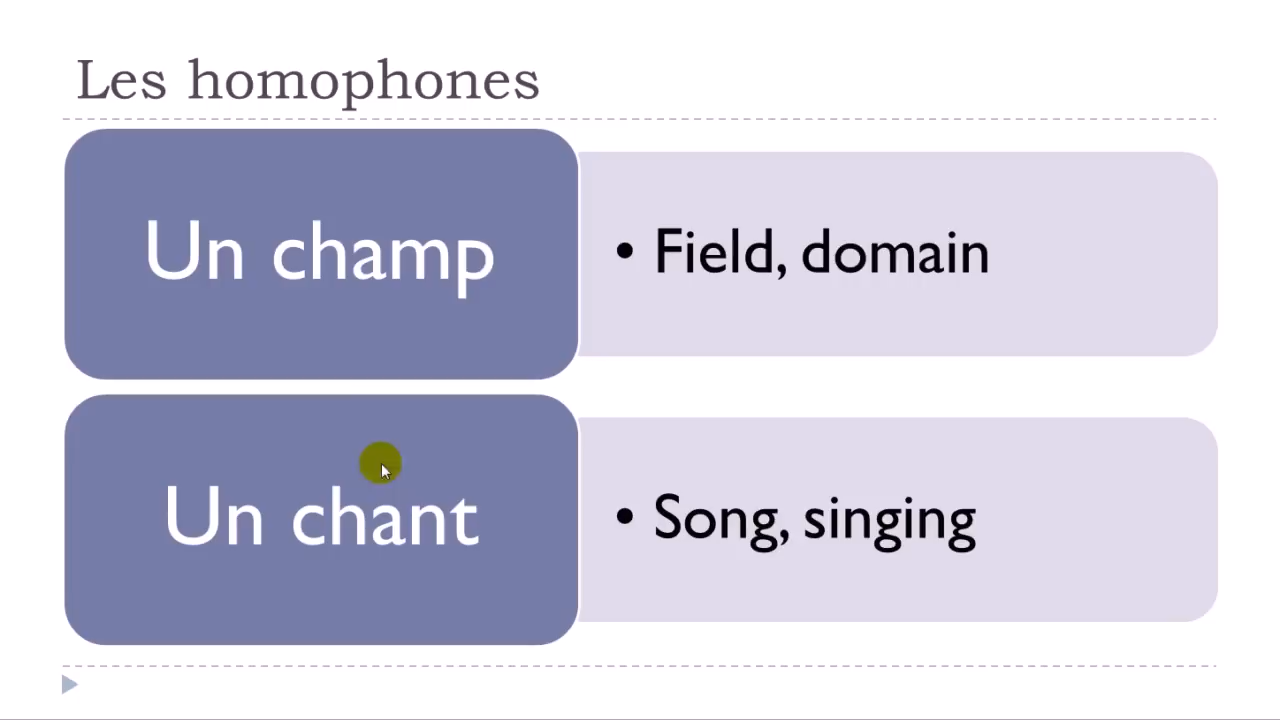 Les homophones
Un champ
• Field, domain
Un chant
• Song, singing